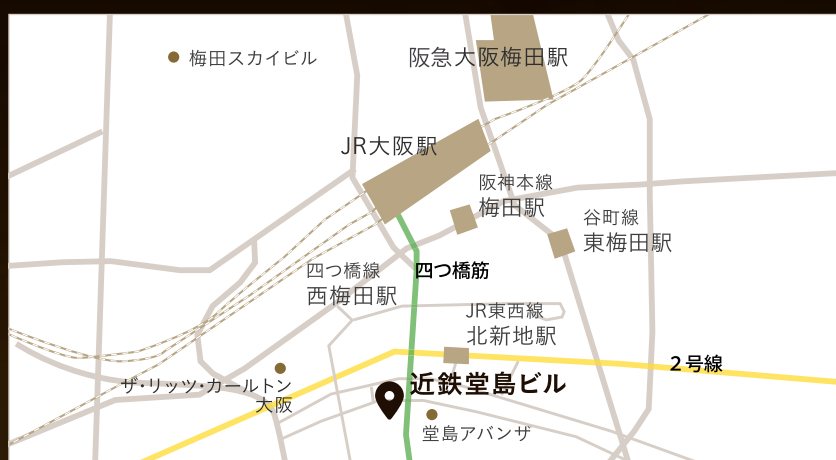 阪急大阪梅田駅
梅田スカイビル
JR大阪駅
阪神本線
梅田駅
谷町線
東梅田駅
四つ橋線
西梅田駅
四つ橋筋
JR東西線
北新地駅
2号線
ザ・リッツ・カールトン
大阪
近鉄堂島ビル
堂島アバンザ